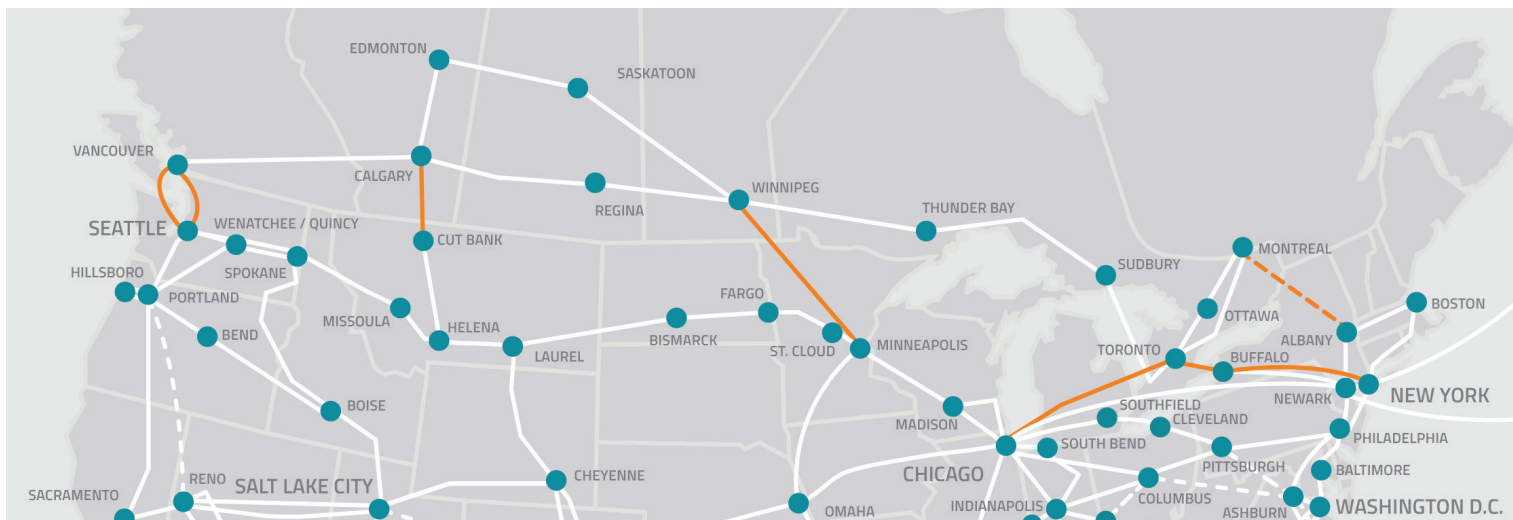 EDMONTON
SASKATOON
VANCOUVER
CALGARY
REGINA
WINNIPEG
THUNDER BAY
SEATTLE
WENATCHEE / QUINCY
CUT BANK
MONTREAL
SUDBURY
HILLSBORO
SPOKANE
PORTLAND
FARGO
OTTAWA
BOSTON
MISSOULA
HELENA
BEND
LAUREL
BISMARCK
ST. CLOUD
MINNEAPOLIS
TORONTO
BUFFALO
ALBANY
BOISE
MADISON
SOUTHFIELD
CLEVELAND
NEWARK
NEW YORK
SOUTH BEND
PHILADELPHIA
CHICAGO
PITTSBURGH
BALTIMORE
RENO
SALT LAKE CITY
CHEYENNE
SACRAMENTO
OMAHA
INDIANAPOLIS
COLUMBUS
ASHBURN
WASHINGTON D.C.